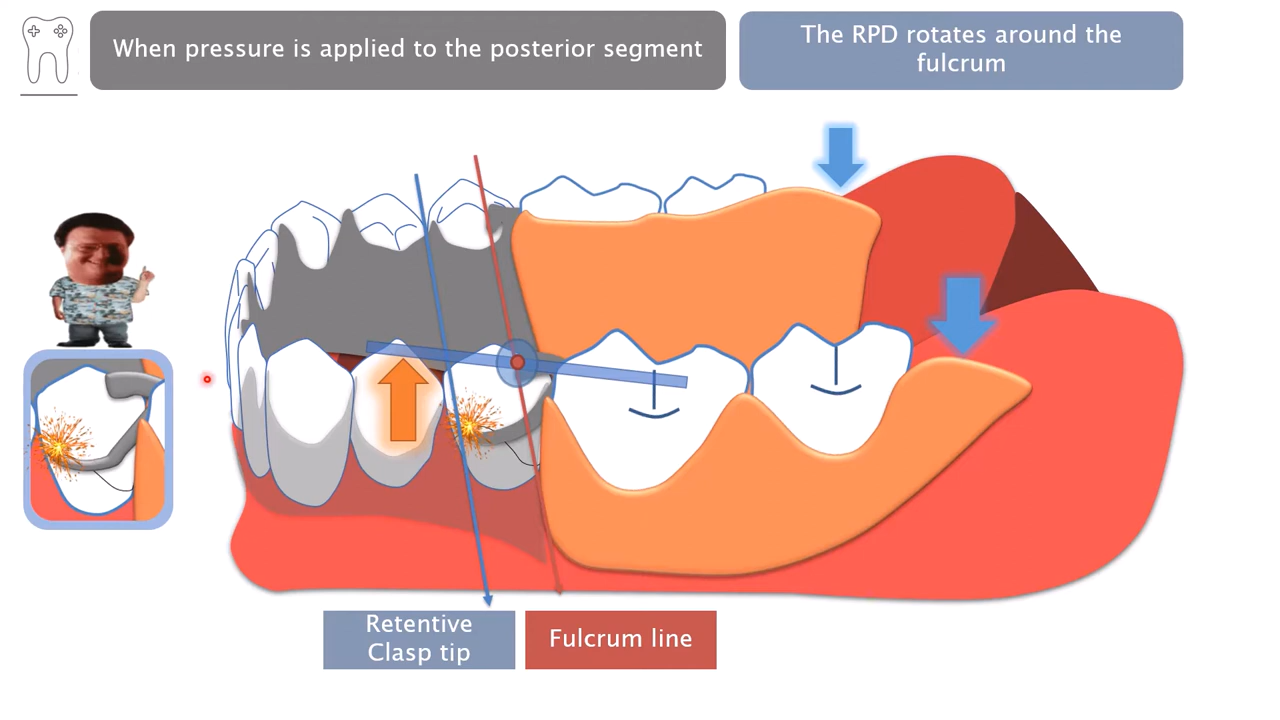 When pressure is applied to the posterior segment
The RPD rotates around the
fulcrum
Retentive
Clasp tip
Fulcrum line